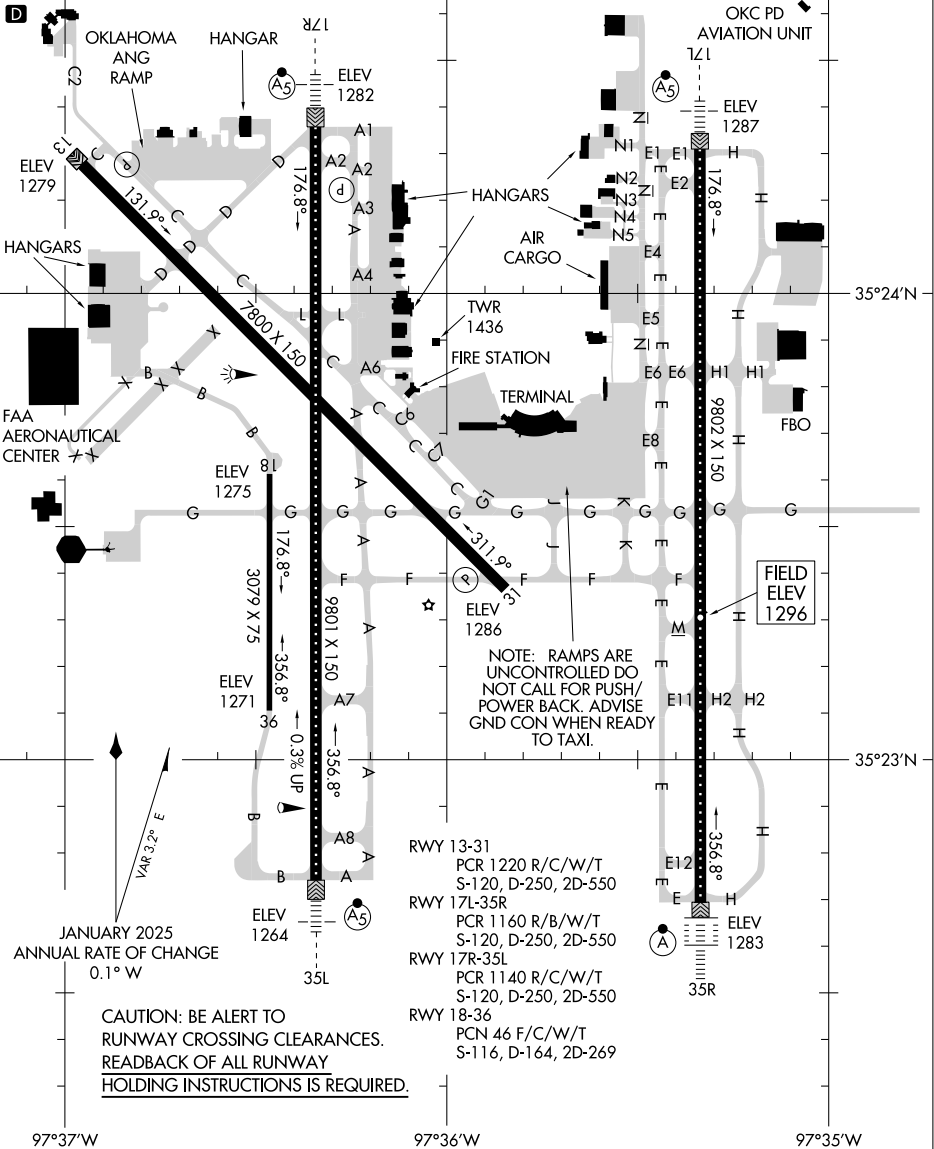 D
OKLAHOMA
ANG
RAMP
HANGAR
17R
A5
ELEV
1282
OKC PD
AVIATION UNIT
17L
A5
ELEV
1287
C2
13
ELEV
1279
C
P
131.9°
D
D
D
D
C
C
A1
A2
A2
P
A3
A
A4
176.8°
HANGARS
N
N1
N2
N
N3
N4
N5
E1
E1
H
E
E2
E
176.8°
H
E4
E
AIR
CARGO
HANGARS
35°24'N
7800 X 150
L
L
TWR
1436
E5
N
E
H
X
X
X
X
B
B
B
C
A6
FIRE STATION
TERMINAL
E6
E6
H1
H1
E
FBO
FAA
AERONAUTICAL
CENTER
X
X
A
C
C6
C
C7
C
G1
E8
E
9802 X 150
H
18
ELEV
1275
A
G
G
G
G
G
G
G
G
G
G
G
J
J
K
K
176.8°
3079 X 75
356.8°
ELEV
1271
36
A
F
F
F
F
F
P
311.9°
31
ELEV
1286
E
FIELD
ELEV
1296
9801 X 150
A
E
M
E
H
NOTE: RAMPS ARE
UNCONTROLLED DO
NOT CALL FOR PUSH/
POWER BACK. ADVISE
GND CON WHEN READY
TO TAXI.
A7
E11
H2
H2
H
0.3% UP
356.8°
A
35°23'N
VAR 3.2° E
B
E
H
A8
A
B
A
356.8°
E12
E
E
H
ELEV
1264
A5
35L
A
ELEV
1283
35R
JANUARY 2025
ANNUAL RATE OF CHANGE
0.1° W
RWY 13-31
PCR 1220 R/C/W/T
S-120, D-250, 2D-550
RWY 17L-35R
PCR 1160 R/B/W/T
S-120, D-250, 2D-550
RWY 17R-35L
PCR 1140 R/C/W/T
S-120, D-250, 2D-550
RWY 18-36
PCN 46 F/C/W/T
S-116, D-164, 2D-269
CAUTION: BE ALERT TO
RUNWAY CROSSING CLEARANCES.
READBACK OF ALL RUNWAY
HOLDING INSTRUCTIONS IS REQUIRED.
97°37'W
97°36'W
97°35'W